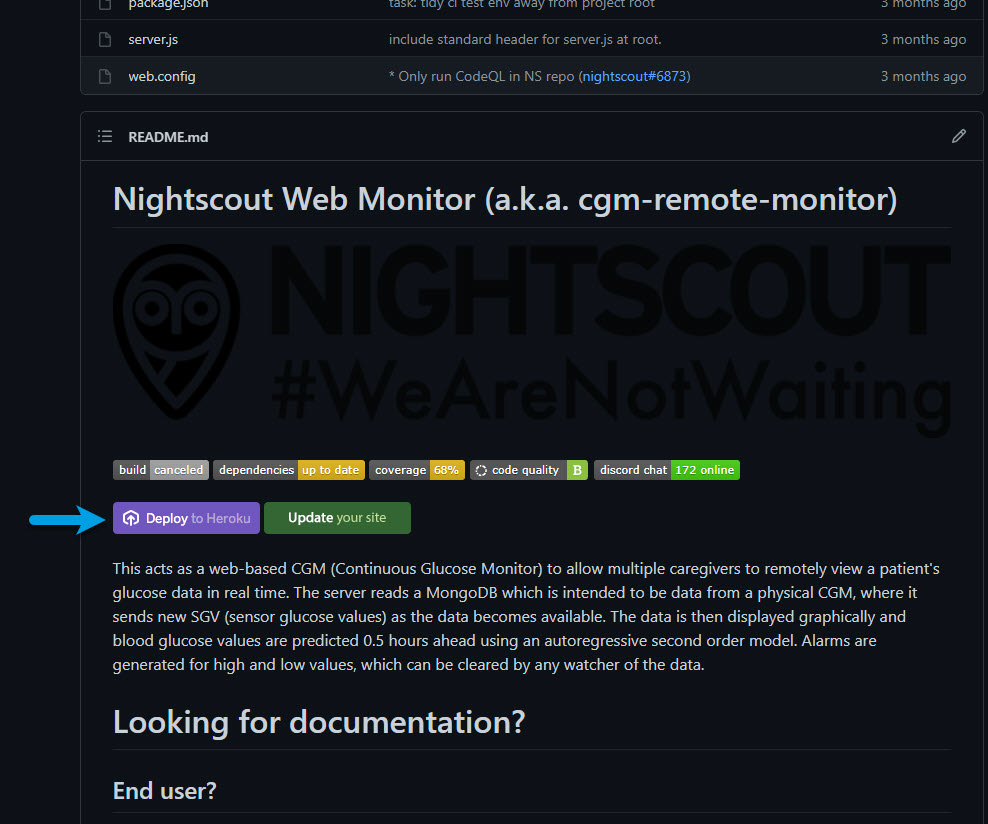 package.json task: tidy ci test env away from project root 3 months ago
server.js include standard header for server.js at root. 3 months ago
web.config * Only run CodeQL in NS repo (nightscout#6873) 3 months ago
README.md
Nightscout Web Monitor (a.k.a. cgm-remote-monitor)
NIGHTSCOUT
#WeAreNotWaiting
build canceled dependencies up to date coverage 68% code quality B discord chat 172 online
Deploy to Heroku Update your site
This acts as a web-based CGM (Continuous Glucose Monitor) to allow multiple caregivers to remotely view a patient's
glucose data in real time. The server reads a MongoDB which is intended to be data from a physical CGM, where it
sends new SGV (sensor glucose values) as the data becomes available. The data is then displayed graphically and
blood glucose values are predicted 0.5 hours ahead using an autoregressive second order model. Alarms are
generated for high and low values, which can be cleared by any watcher of the data.
Looking for documentation?
End user?